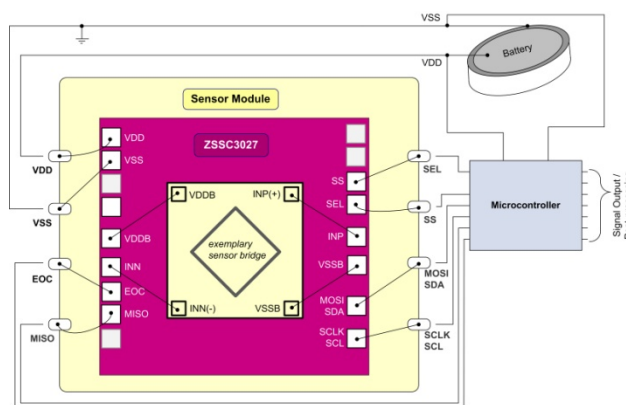 VSS
Battery
VDD
Sensor Module
ZSSC3027
VDD
VSS
VDDB
INN
EOC
MISO
SS
SEL
INP
VSSB
MOSI
SDA
SCLK
SCL
VDDB
INP(+)
exemplary
sensor bridge
INN(-)
VSSB
VDD
VSS
EOC
MISO
SEL
SS
MOSI
SDA
SCLK
SCL
Microcontroller
Signal Output /